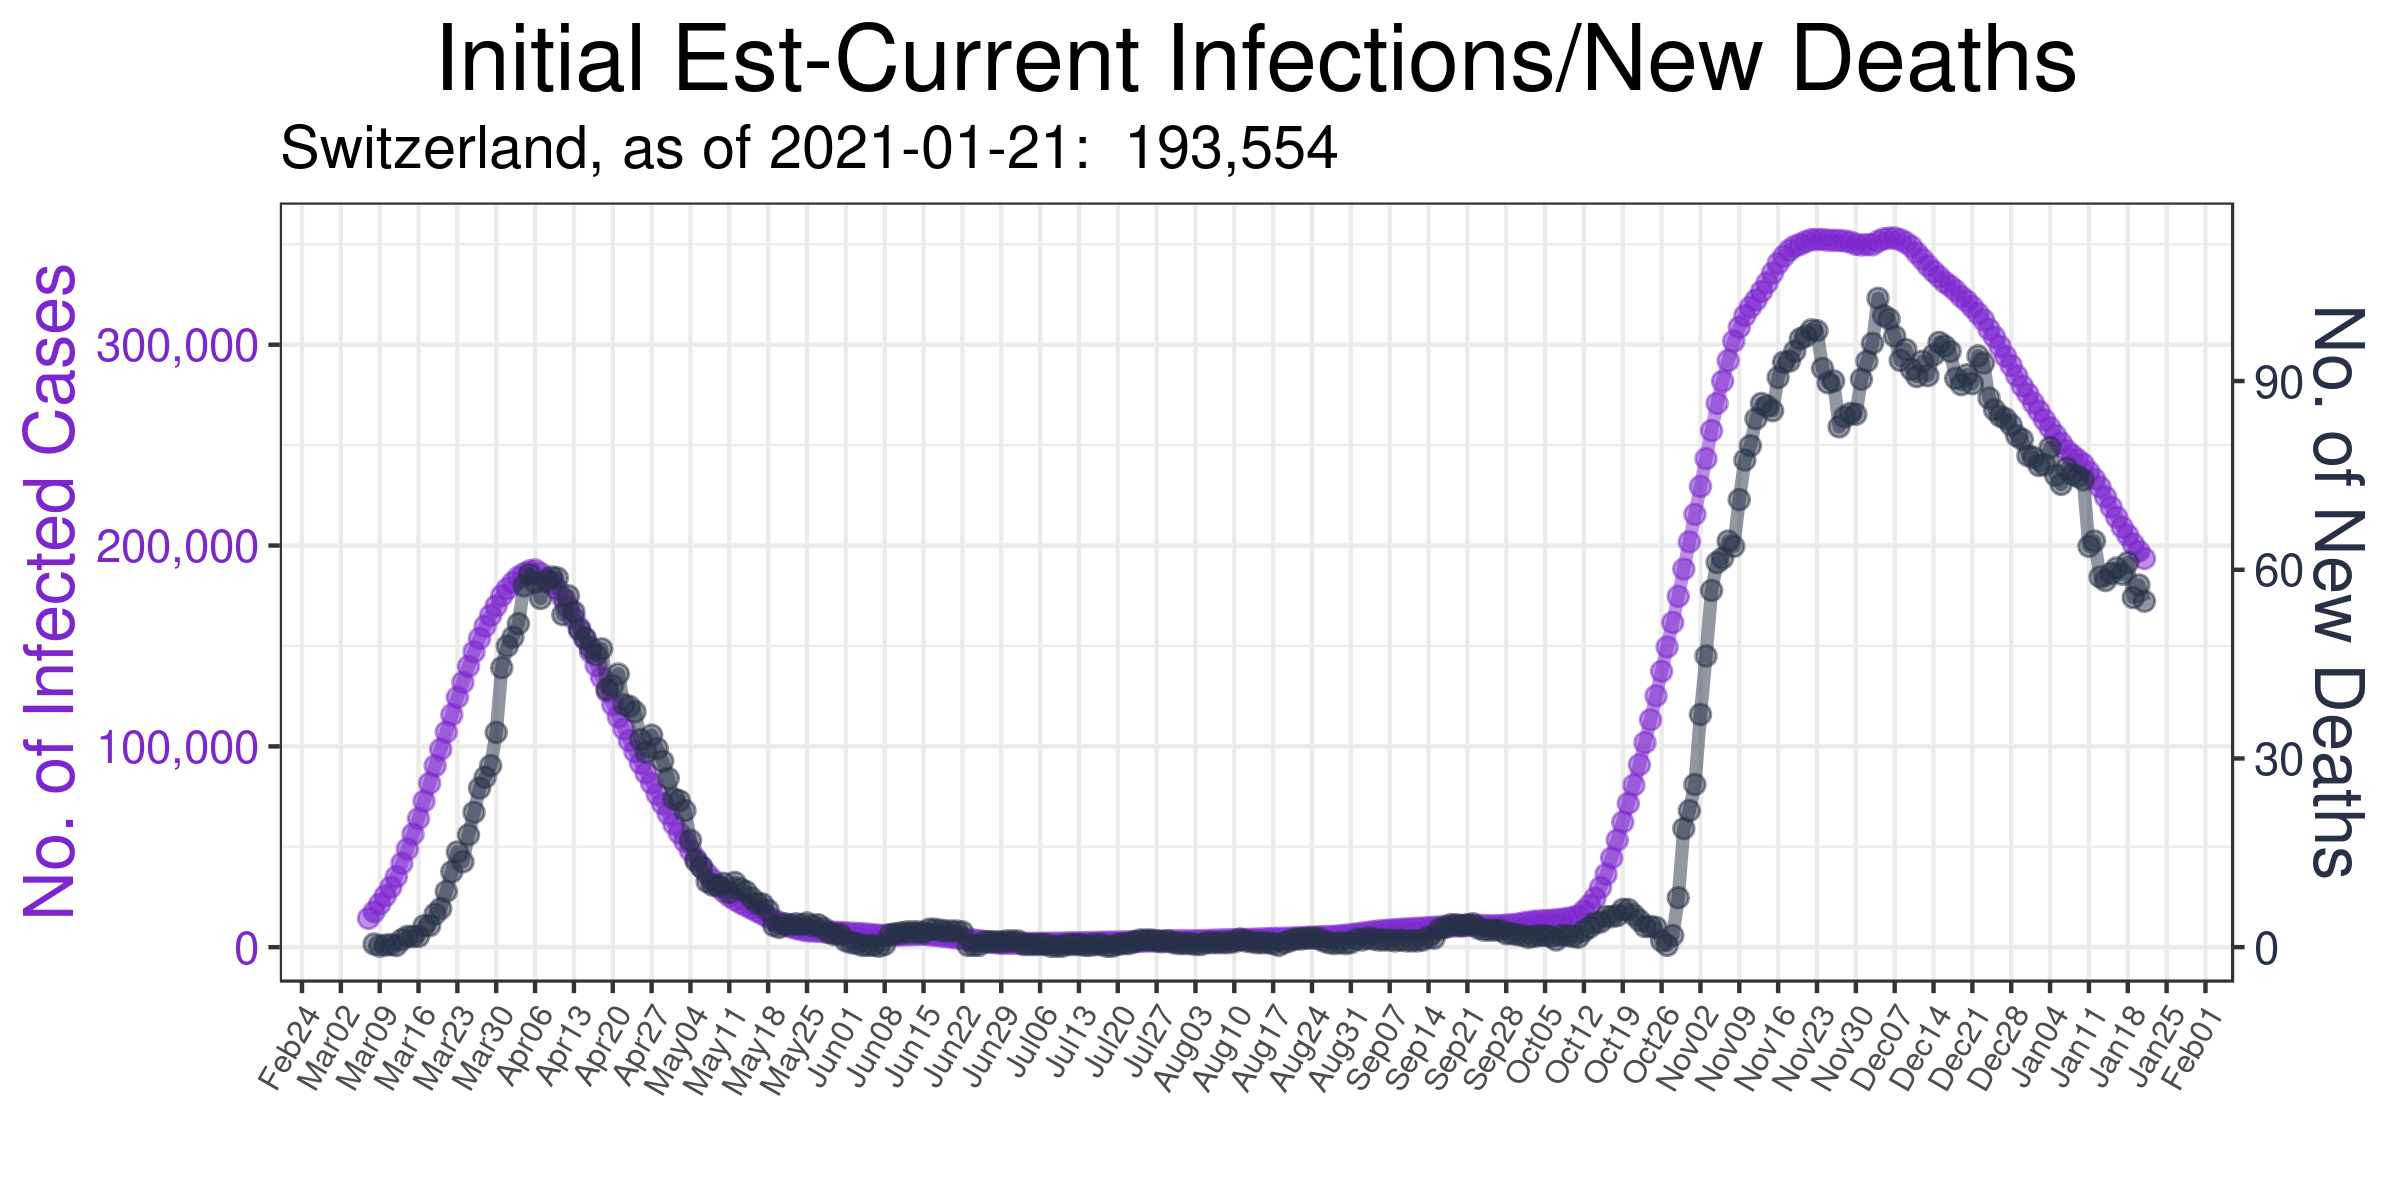 Initial Est-Current Infections/New Deaths
Switzerland, as of 2021-01-21:  193,554
No. of Infected Cases
300,000
200,000
100,000
0
90
60
30
0
No. of New Deaths
Feb24
Mar02
Mar09
Mar16
Mar23
Mar30
Apr06
Apr13
Apr20
Apr27
May04
May11
May18
May25
Jun01
Jun08
Jun15
Jun22
Jun29
Jul06
Jul13
Jul20
Jul27
Aug03
Aug10
Aug17
Aug24
Aug31
Sep07
Sep14
Sep21
Sep28
Oct05
Oct12
Oct19
Oct26
Nov02
Nov09
Nov16
Nov23
Nov30
Dec07
Dec14
Dec21
Dec28
Jan04
Jan11
Jan18
Jan25
Feb01